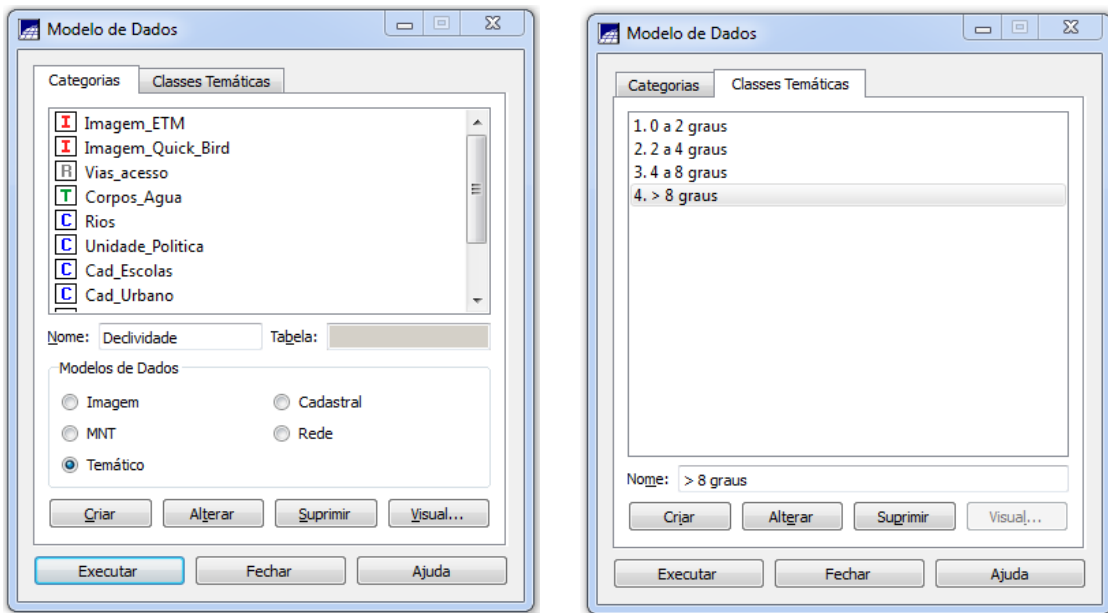 Modelo de Dados
Categorias Classes Temáticas
I Imagem_ETM
I Imagem_Quick_Bird
R Vias_acesso
T Corpos_Agua
C Rios
C Unidade_Politica
C Cad_Escolas
C Cad_Urbano
Nome: Declividade Tabela:
Modelos de Dados
Imagem Cadastral
MNT Rede
Temático
Criar Alterar Suprimir Visual...
Executar Fechar Ajuda
Modelo de Dados
Categorias Classes Temáticas
1. 0 a 2 graus
2. 2 a 4 graus
3. 4 a 8 graus
4. > 8 graus
Nome: > 8 graus
Criar Alterar Suprimir Visual...
Executar Fechar Ajuda